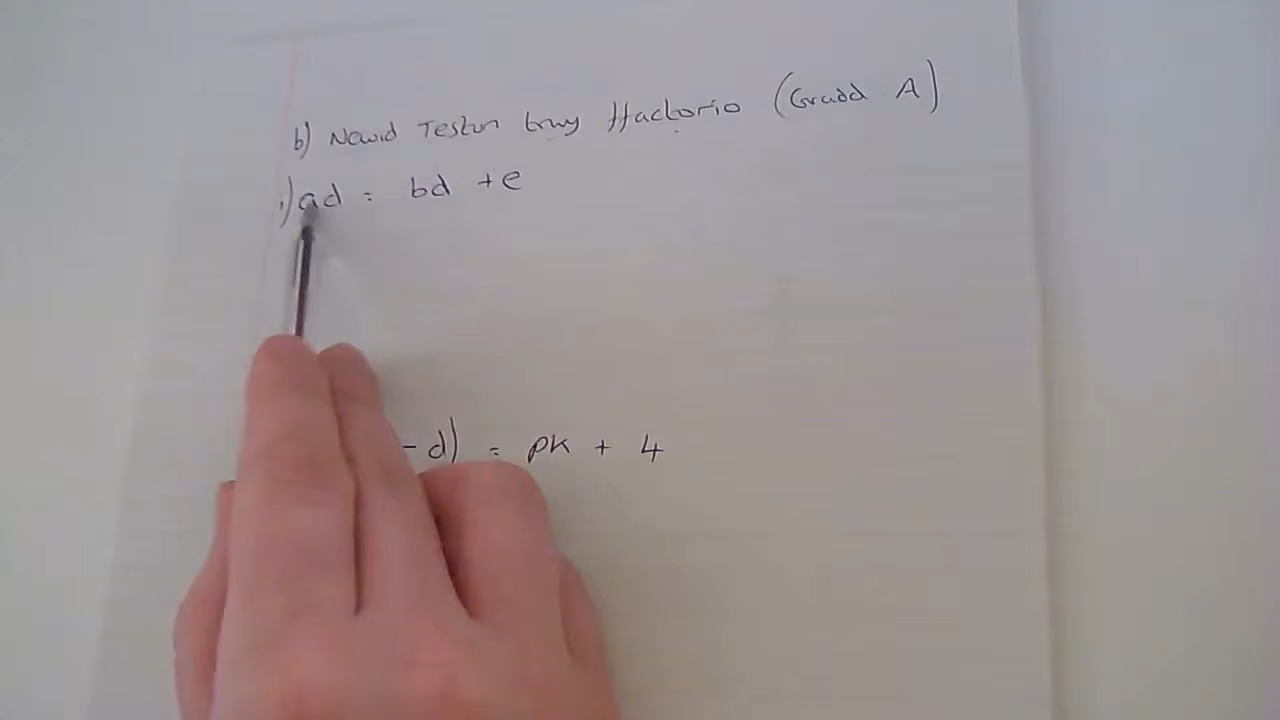 b) Newid Testun trwy ffactorio (Gradd A)
i) ad = bd + e
- d) = pk + 4